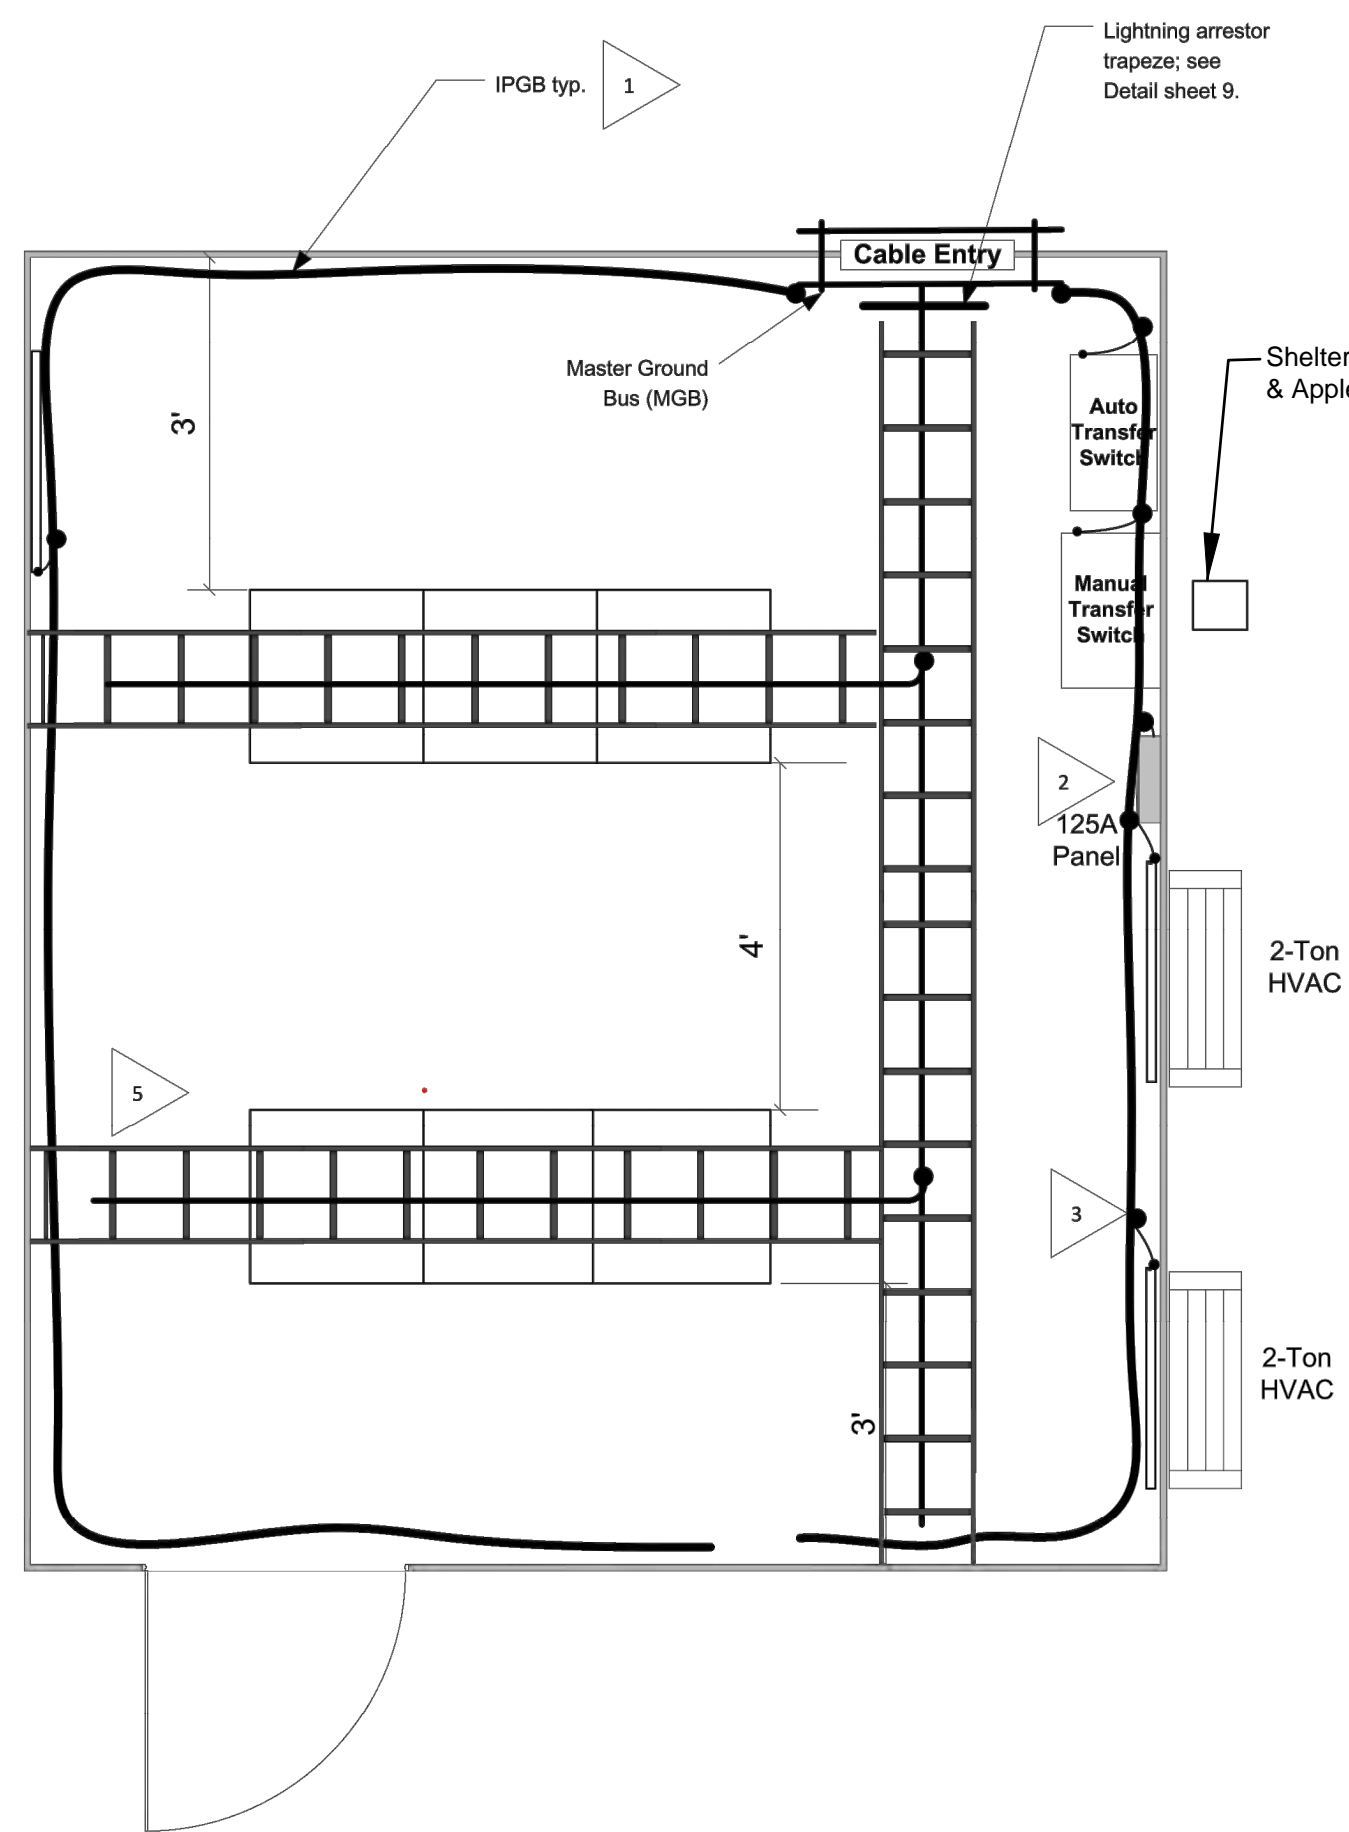 Lightning arrestor
trapeze; see
Detail sheet 9.
IPGB typ.
1
Cable Entry
Master Ground
Bus (MGB)
3'
Auto
Transfer
Switch
Shelter
& Apple
Manual
Transfer
Switch
2
125A
Panel
4'
2-Ton
HVAC
5
3
2-Ton
HVAC
3'